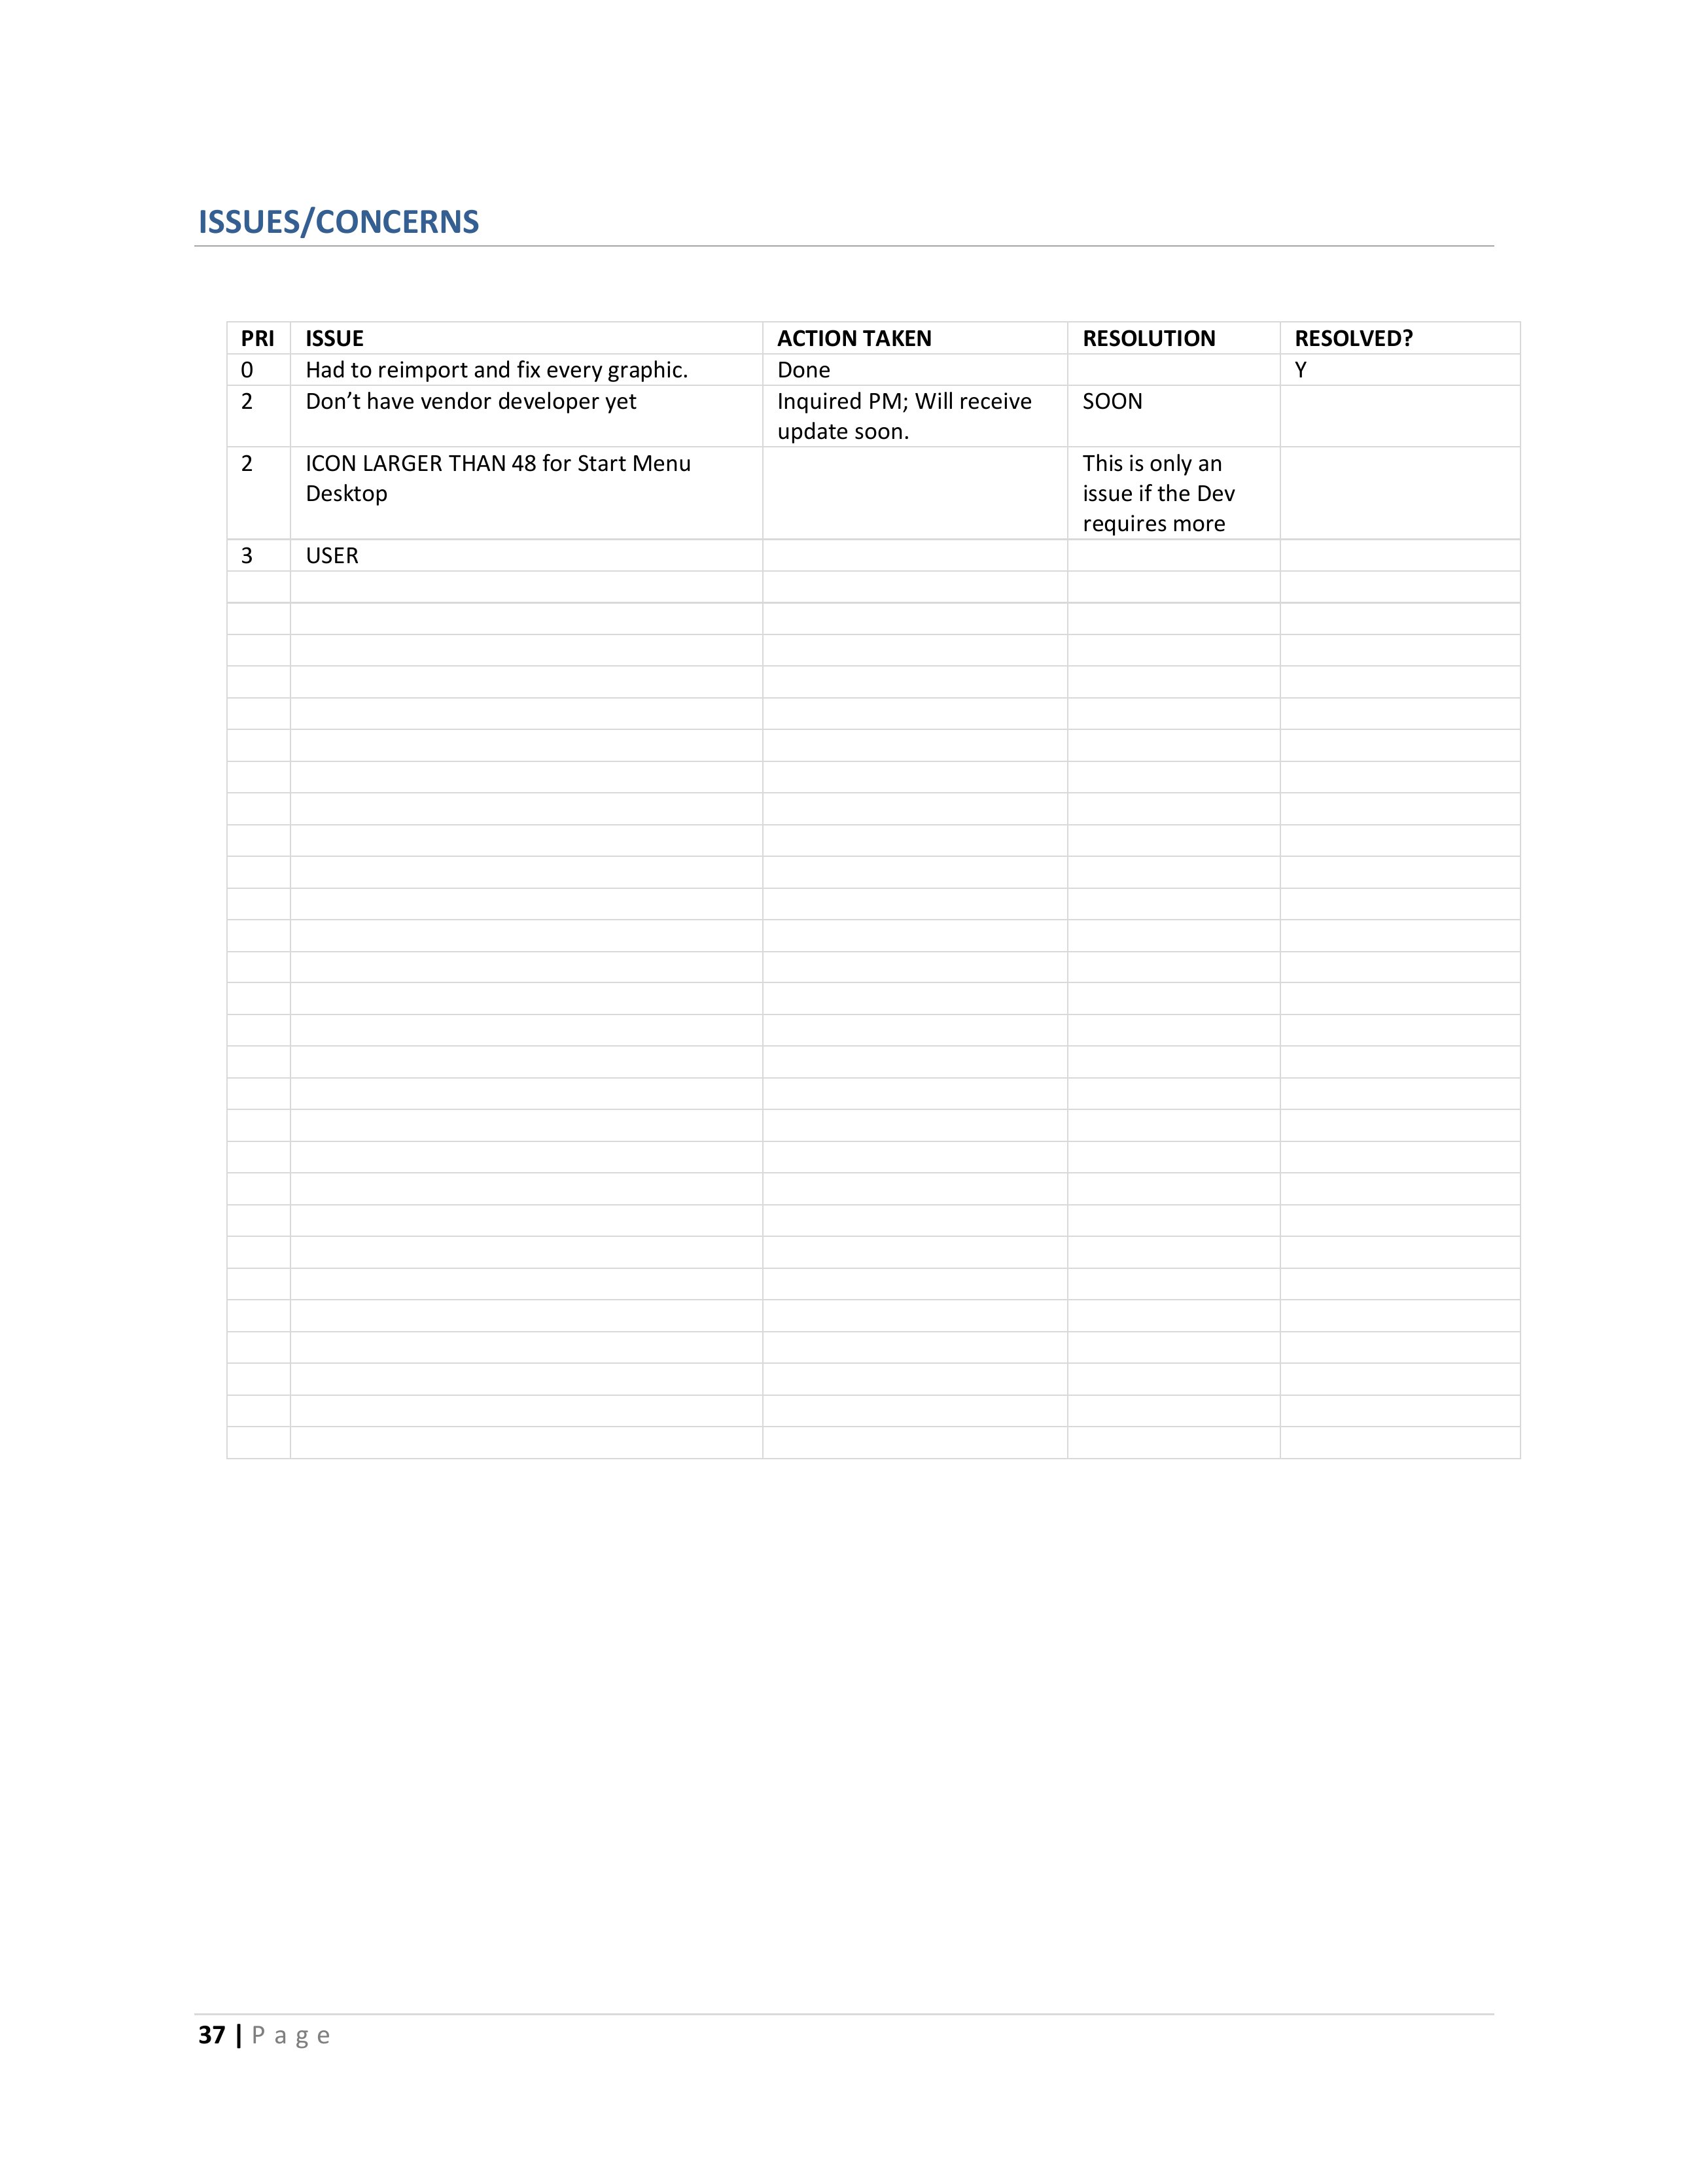 ISSUES/CONCERNS
PRI ISSUE ACTION TAKEN RESOLUTION RESOLVED?
0 Had to reimport and fix every graphic. Done Y
2 Don’t have vendor developer yet Inquired PM; Will receive SOON
update soon.
2 ICON LARGER THAN 48 for Start Menu This is only an
Desktop issue if the Dev
requires more
3 USER
37 | P a g e